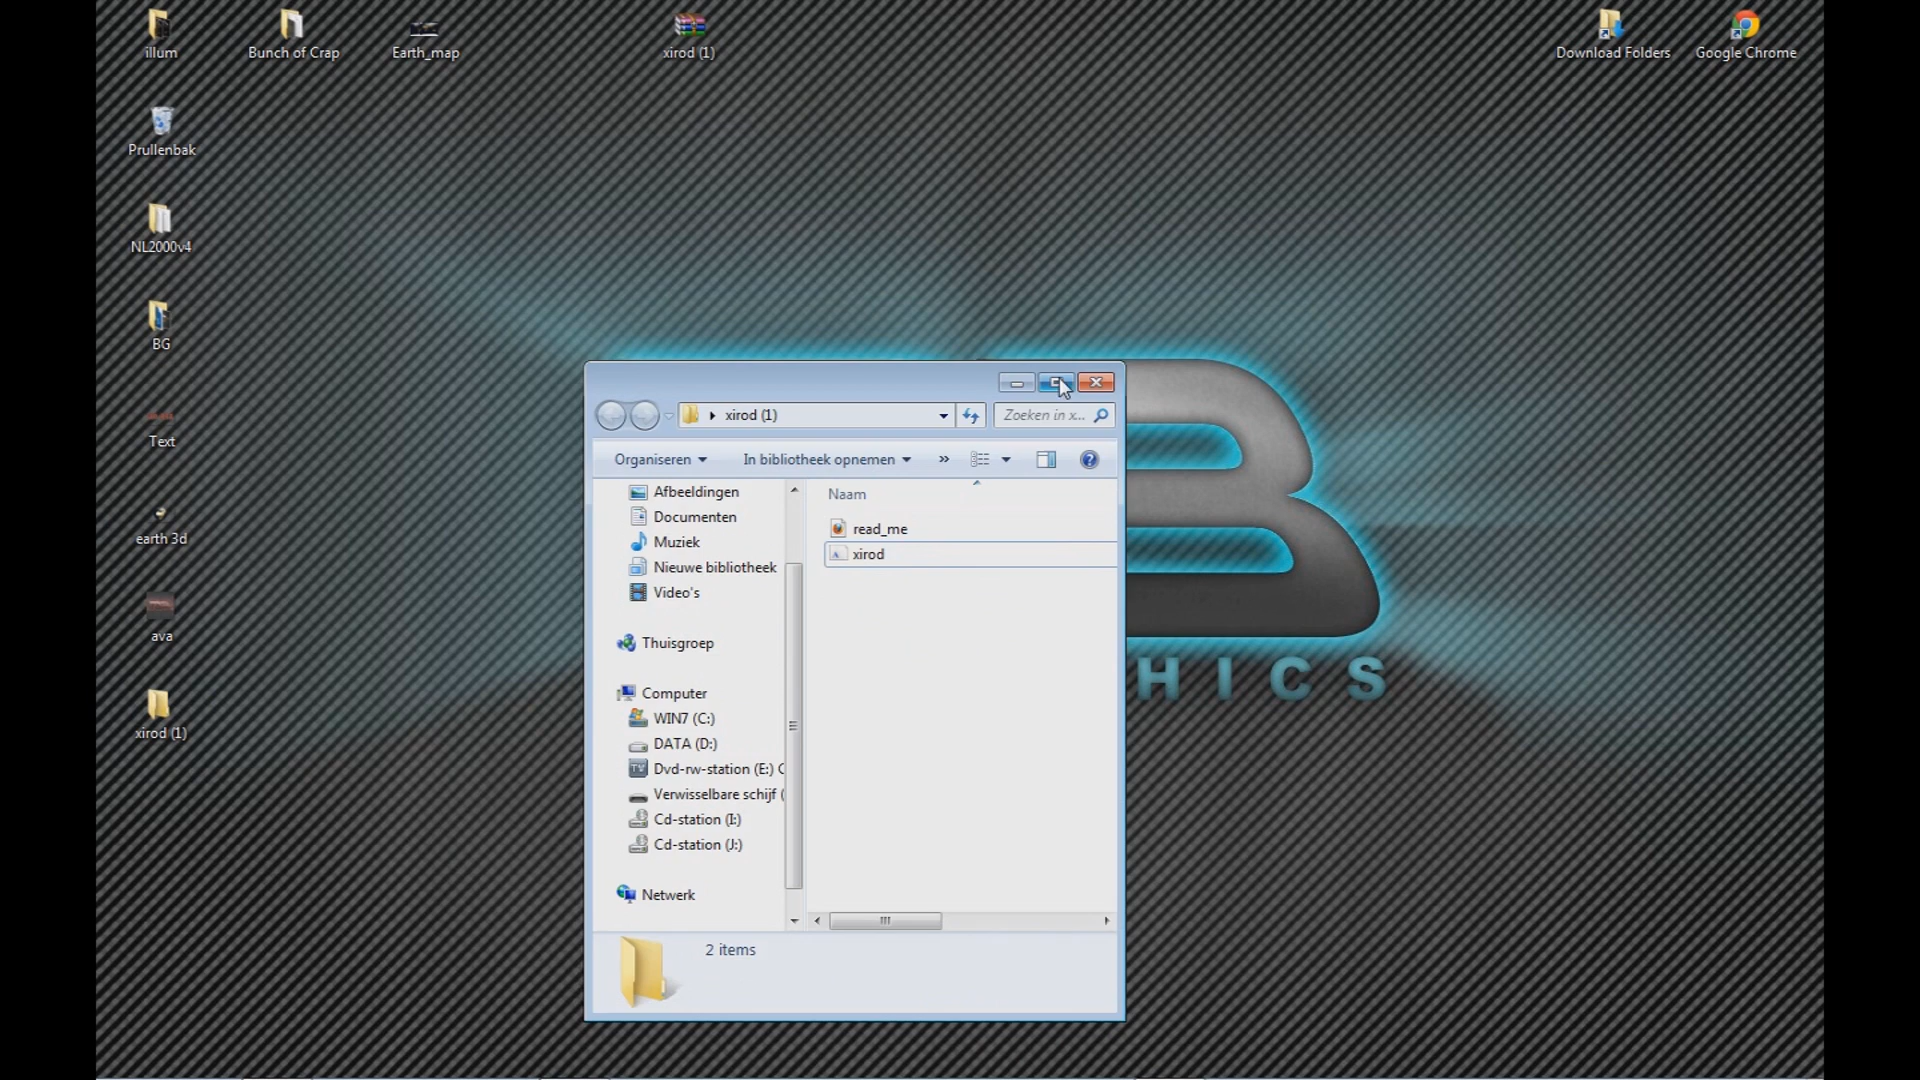 illum
Bunch of Crap
Earth_map
xirod (1)
Download Folders
Google Chrome
Prullenbak
NL2000v4
BG
Text
earth 3d
ava
xirod (1)
xirod (1)
Zoeken in x...
Organiseren
In bibliotheek opnemen
»
Afbeeldingen
Documenten
Muziek
Nieuwe bibliotheek
Video's
Thuisgroep
Computer
WIN7 (C:)
DATA (D:)
Dvd-rw-station (E:) C
Verwisselbare schijf (
Cd-station (I:)
Cd-station (J:)
Netwerk
Naam
read_me
xirod
2 items
B
HICS